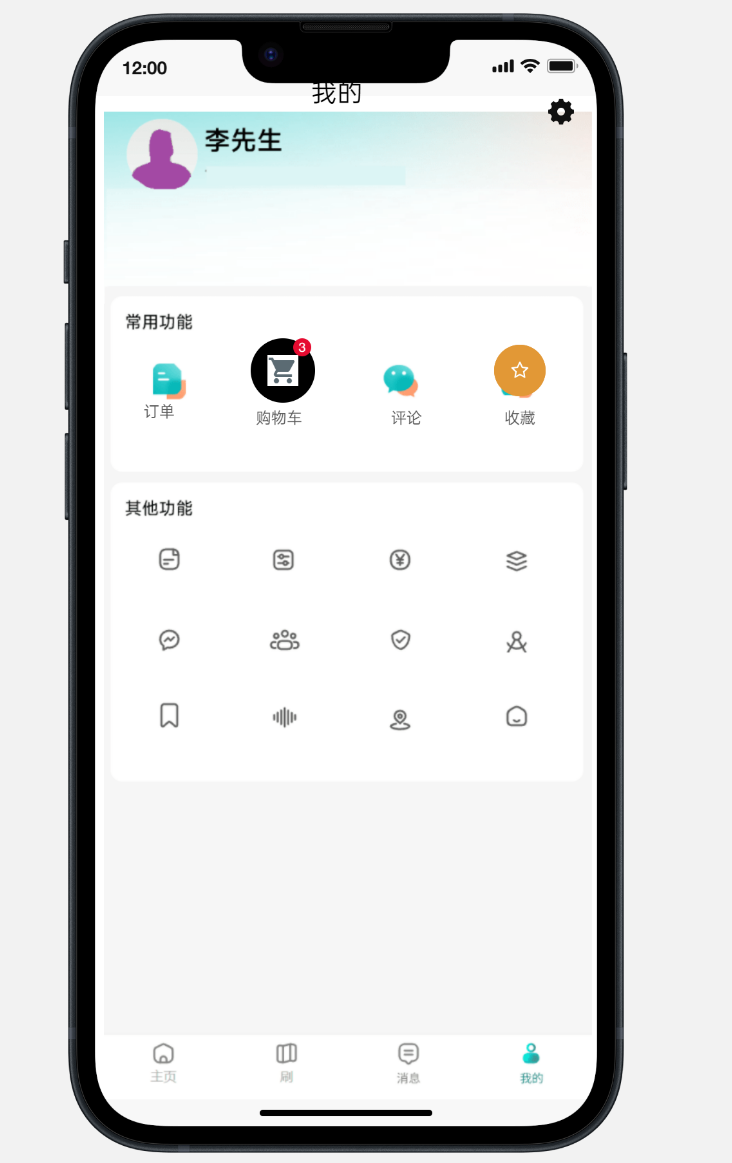 12:00
我的
李先生
常用功能
3
订单 购物车 评论 收藏
其他功能
主页 刷 消息 我的